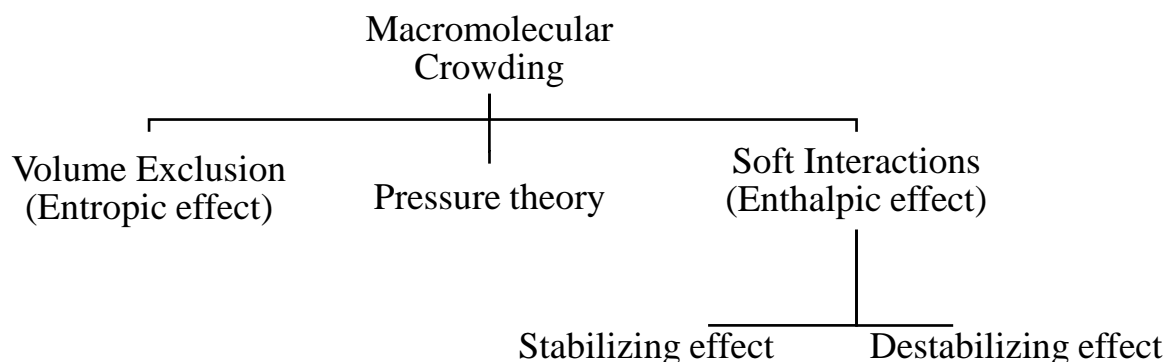 Macromolecular
Crowding
Volume Exclusion
(Entropic effect)
Pressure theory
Soft Interactions
(Enthalpic effect)
Stabilizing effect
Destabilizing effect